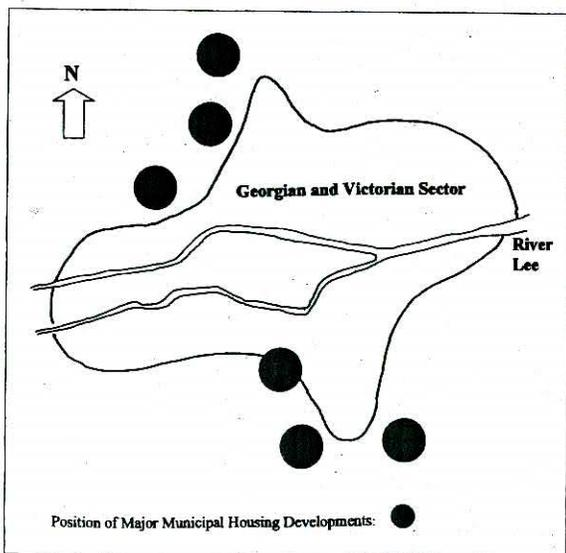 N
Georgian and Victorian Sector
River
Lee
Position of Major Municipal Housing Developments: